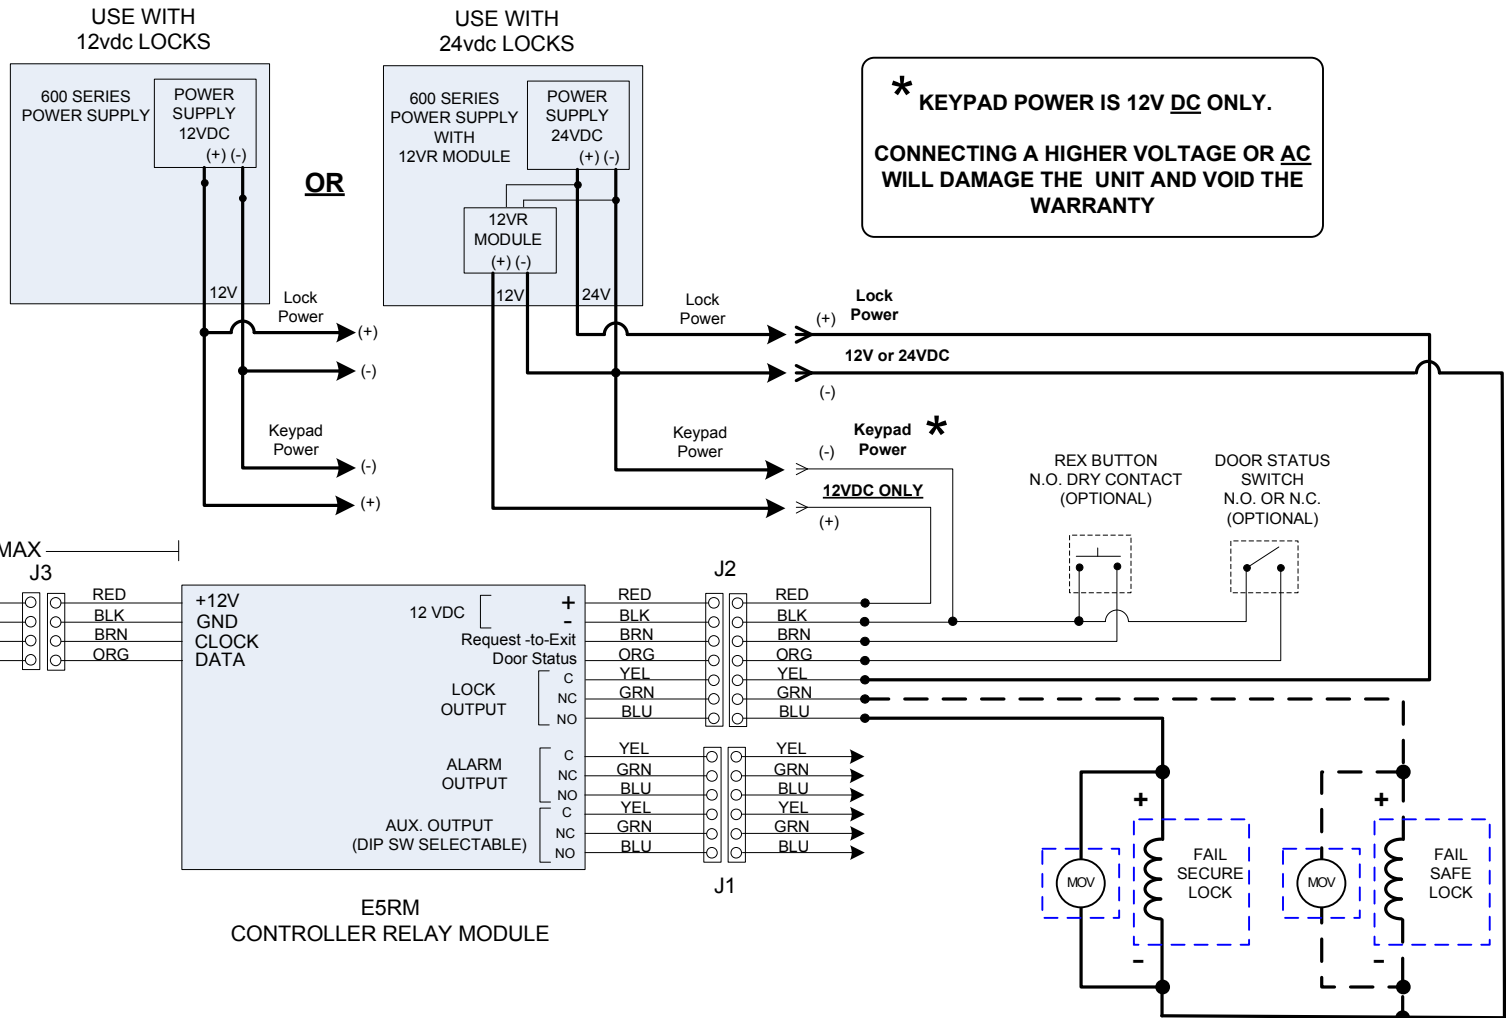 USE WITH
12vdc LOCKS
USE WITH
24vdc LOCKS
600 SERIES
POWER SUPPLY
POWER
SUPPLY
12VDC
(+) (-)
12V
OR
600 SERIES
POWER SUPPLY
WITH
12VR MODULE
POWER
SUPPLY
24VDC
(+) (-)
12VR
MODULE
(+) (-)
12V
24V
* KEYPAD POWER IS 12V DC ONLY.
CONNECTING A HIGHER VOLTAGE OR AC
WILL DAMAGE THE UNIT AND VOID THE
WARRANTY
Lock
Power
(+)
(-)
Keypad
Power
(-)
(+)
Lock
Power
(+)
Lock
Power
12V or 24VDC
(-)
Keypad
Power
(-)
Keypad
Power
*
12VDC ONLY
(+)
REX BUTTON
N.O. DRY CONTACT
(OPTIONAL)
DOOR STATUS
SWITCH
N.O. OR N.C.
(OPTIONAL)
MAX
J3
RED
BLK
BRN
ORG
+12V
GND
CLOCK
DATA
12 VDC
+
-
Request -to-Exit
Door Status
LOCK
OUTPUT
C
NC
NO
ALARM
OUTPUT
C
NC
NO
AUX. OUTPUT
(DIP SW SELECTABLE)
C
NC
NO
J2
RED
BLK
BRN
ORG
YEL
GRN
BLU
RED
BLK
BRN
ORG
YEL
GRN
BLU
YEL
GRN
BLU
YEL
GRN
BLU
YEL
GRN
BLU
YEL
GRN
BLU
J1
E5RM
CONTROLLER RELAY MODULE
+
MOV
FAIL
SECURE
LOCK
-
+
MOV
FAIL
SAFE
LOCK
-